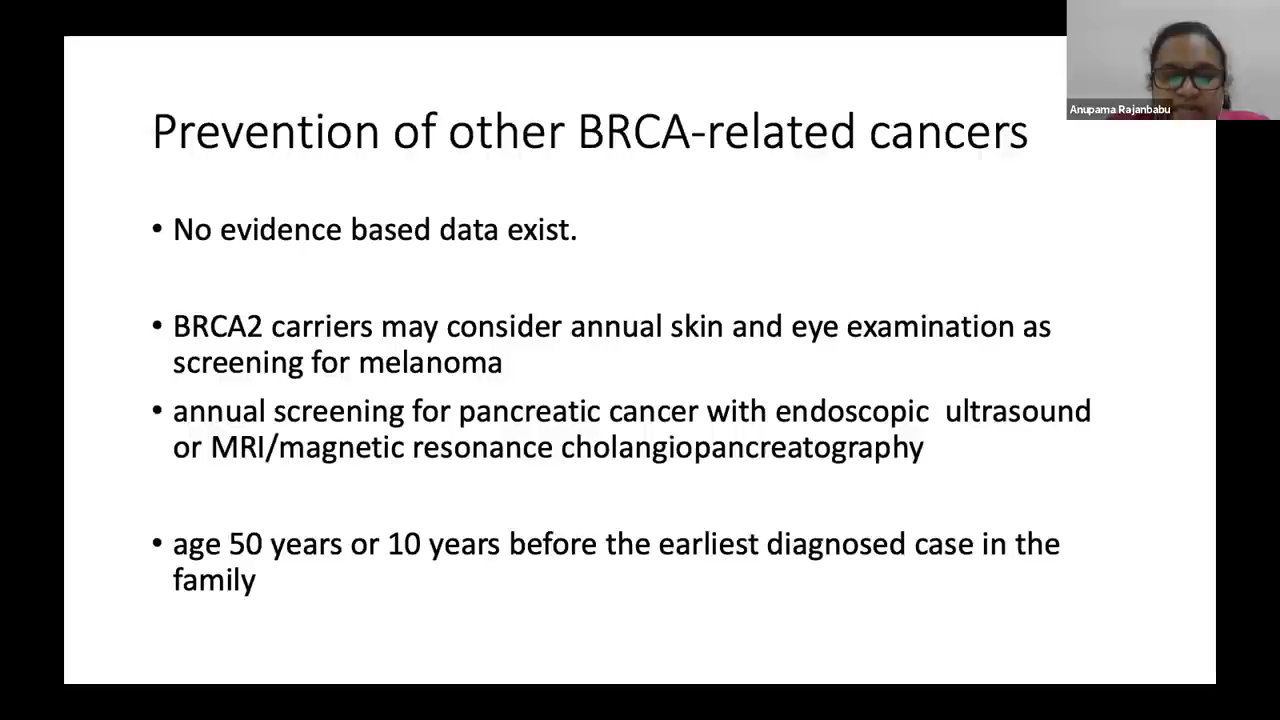 Anupama Rajanbabu
Prevention of other BRCA-related cancers
• No evidence based data exist.
• BRCA2 carriers may consider annual skin and eye examination as
screening for melanoma
• annual screening for pancreatic cancer with endoscopic  ultrasound
or MRI/magnetic resonance cholangiopancreatography
• age 50 years or 10 years before the earliest diagnosed case in the
family